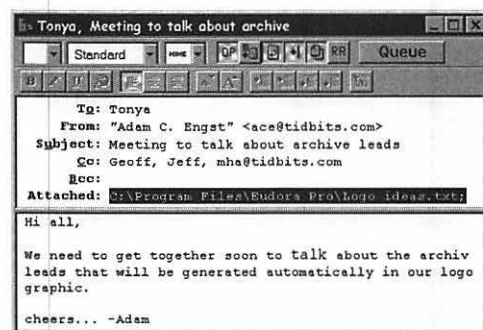 Tonya, Meeting to talk about archive
Standard MIME QP RR Queue
B I U
To: Tonya
From: "Adam C. Engst" <ace@tidbits.com>
Subject: Meeting to talk about archive leads
Cc: Geoff, Jeff, mha@tidbits.com
Bcc:
Attached: C:\Program Files\Eudora Pro\Logo ideas.txt;
Hi all,
We need to get together soon to talk about the archiv
leads that will be generated automatically in our logo
graphic.
cheers... -Adam